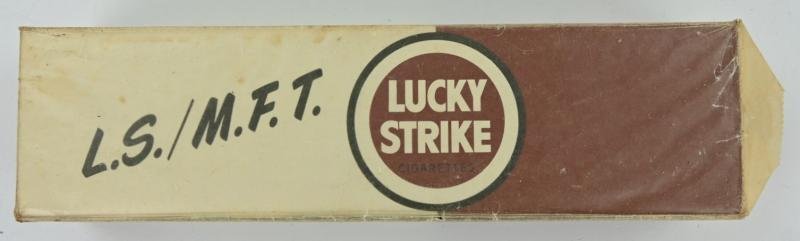 L.S./M.F.T.
LUCKY
STRIKE
CIGARETTES